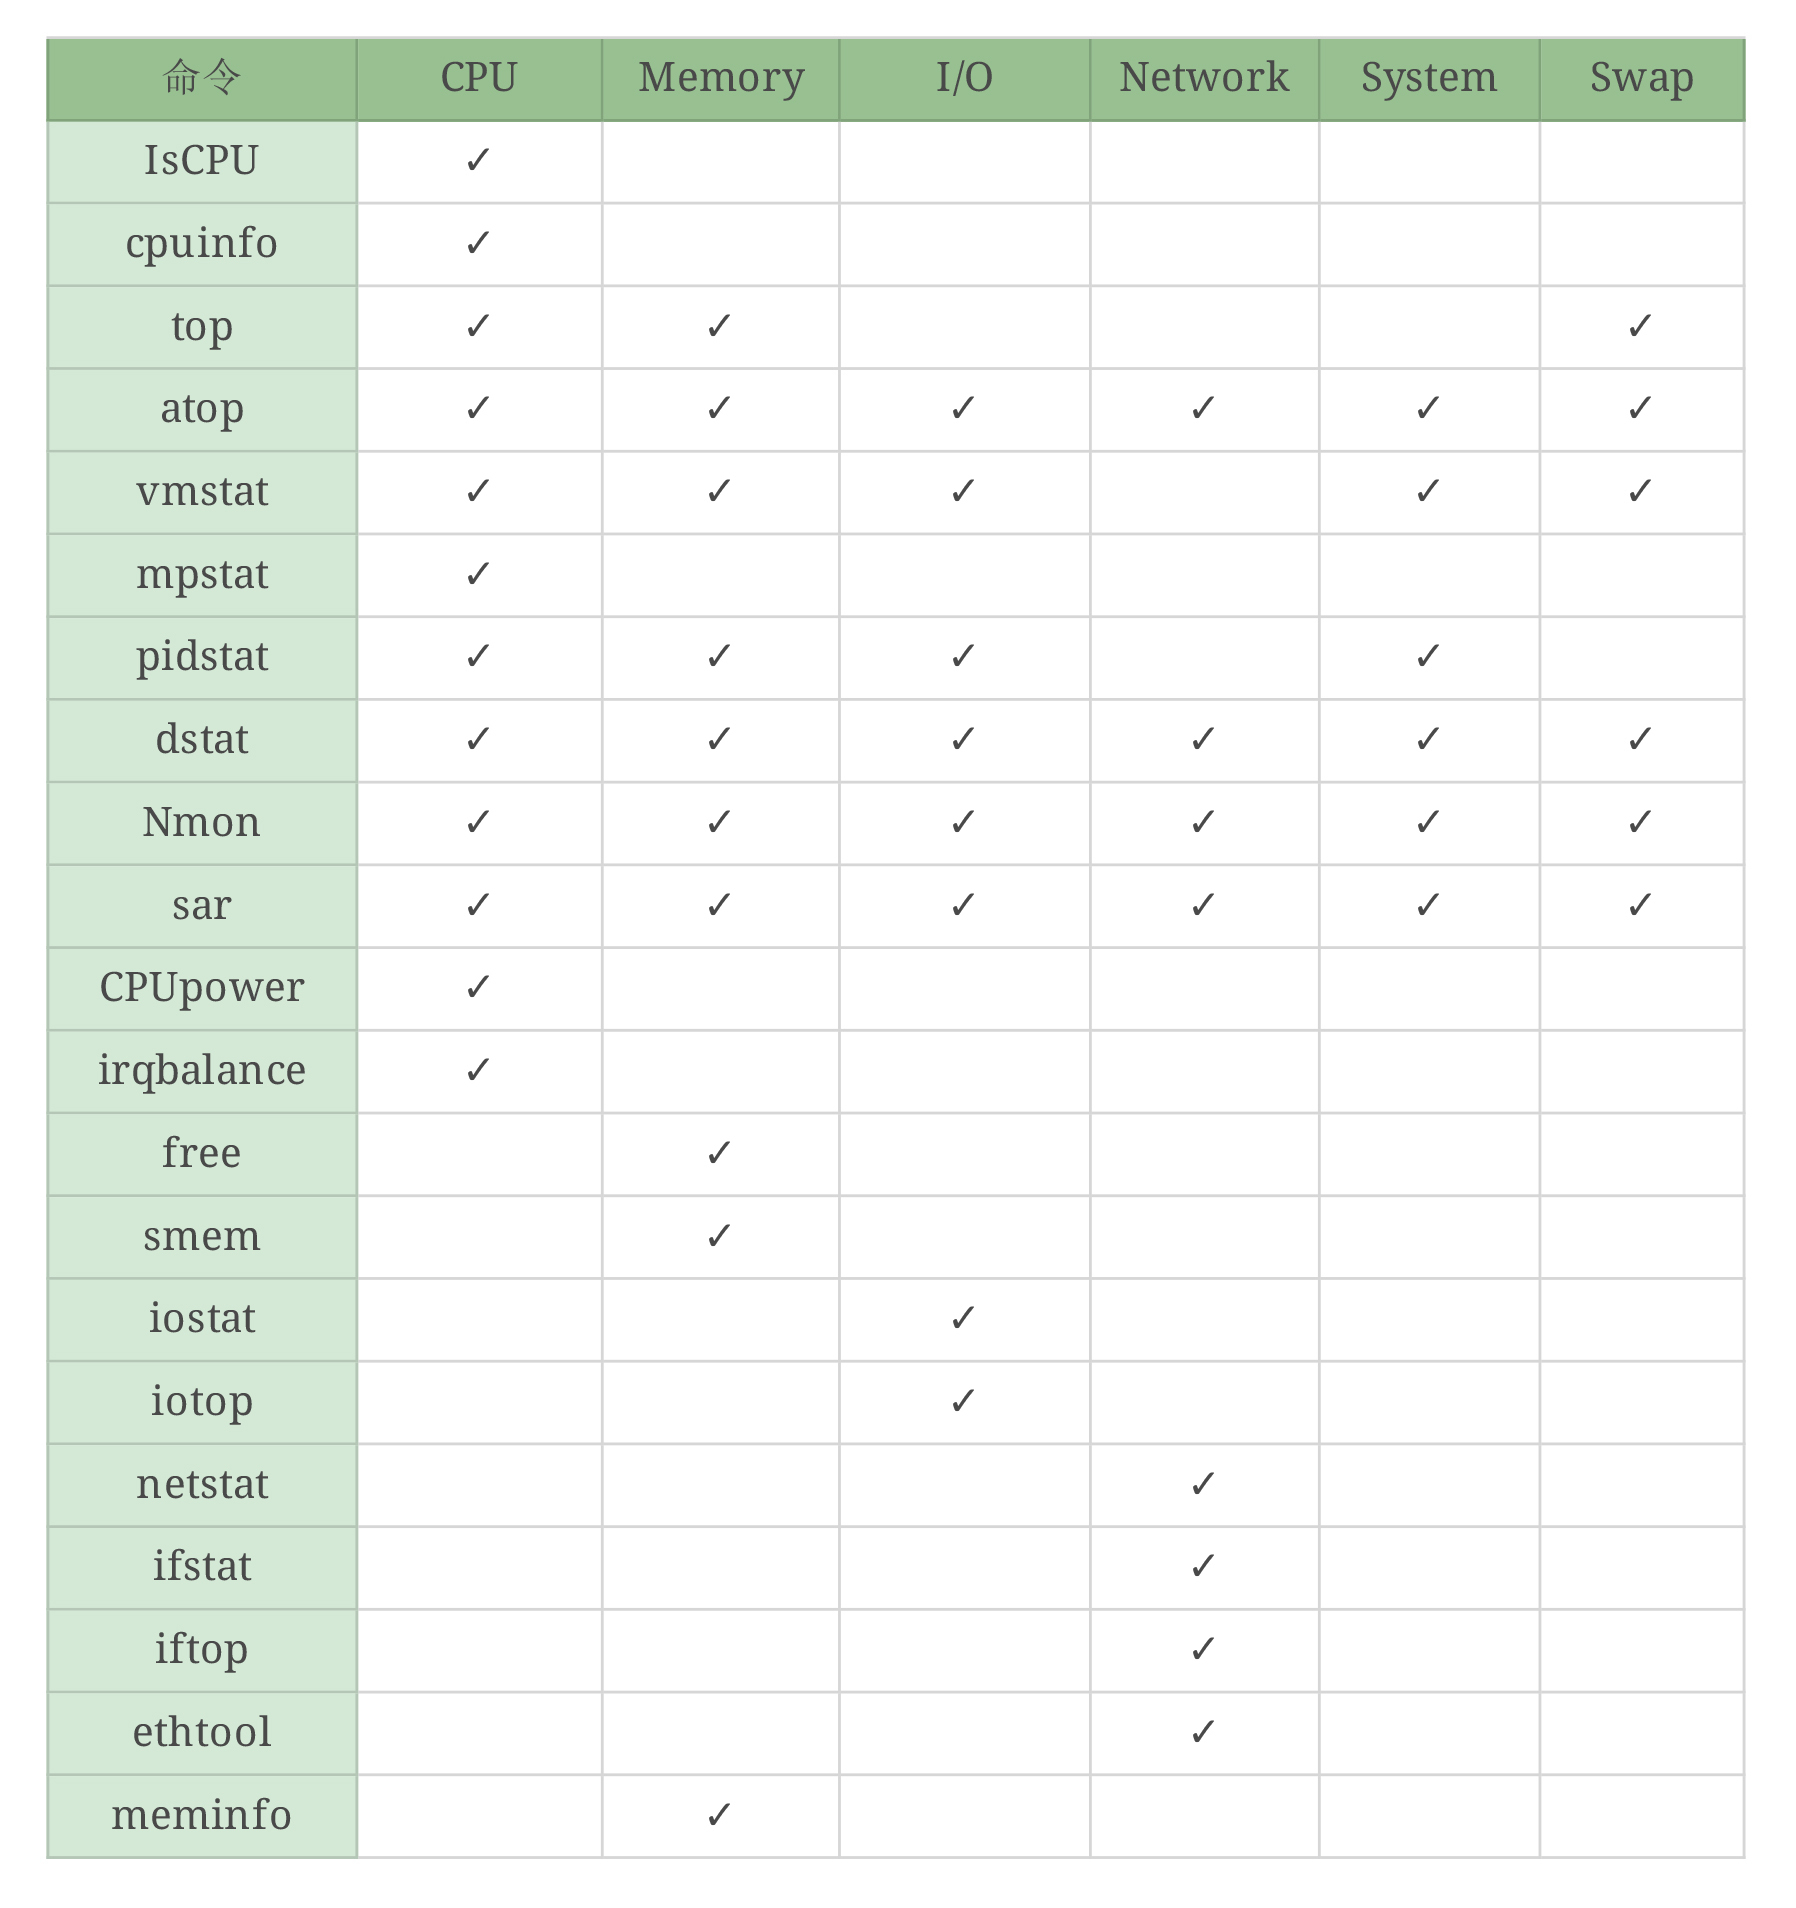 命令 CPU Memory I/O Network System Swap
IsCPU ✓
cpuinfo ✓
top ✓ ✓ ✓
atop ✓ ✓ ✓ ✓ ✓ ✓
vmstat ✓ ✓ ✓ ✓ ✓
mpstat ✓
pidstat ✓ ✓ ✓ ✓
dstat ✓ ✓ ✓ ✓ ✓ ✓
Nmon ✓ ✓ ✓ ✓ ✓ ✓
sar ✓ ✓ ✓ ✓ ✓ ✓
CPUpower ✓
irqbalance ✓
free ✓
smem ✓
iostat ✓
iotop ✓
netstat ✓
ifstat ✓
iftop ✓
ethtool ✓
meminfo ✓